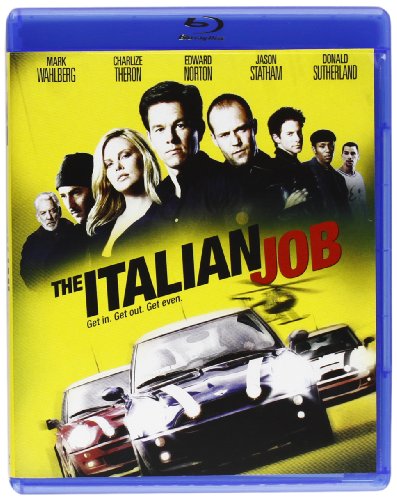 Blu-ray Disc
MARK WAHLBERG
CHARLIZE THERON
EDWARD NORTON
JASON STATHAM
DONALD SUTHERLAND
THE ITALIAN JOB
Get in. Get out. Get even.